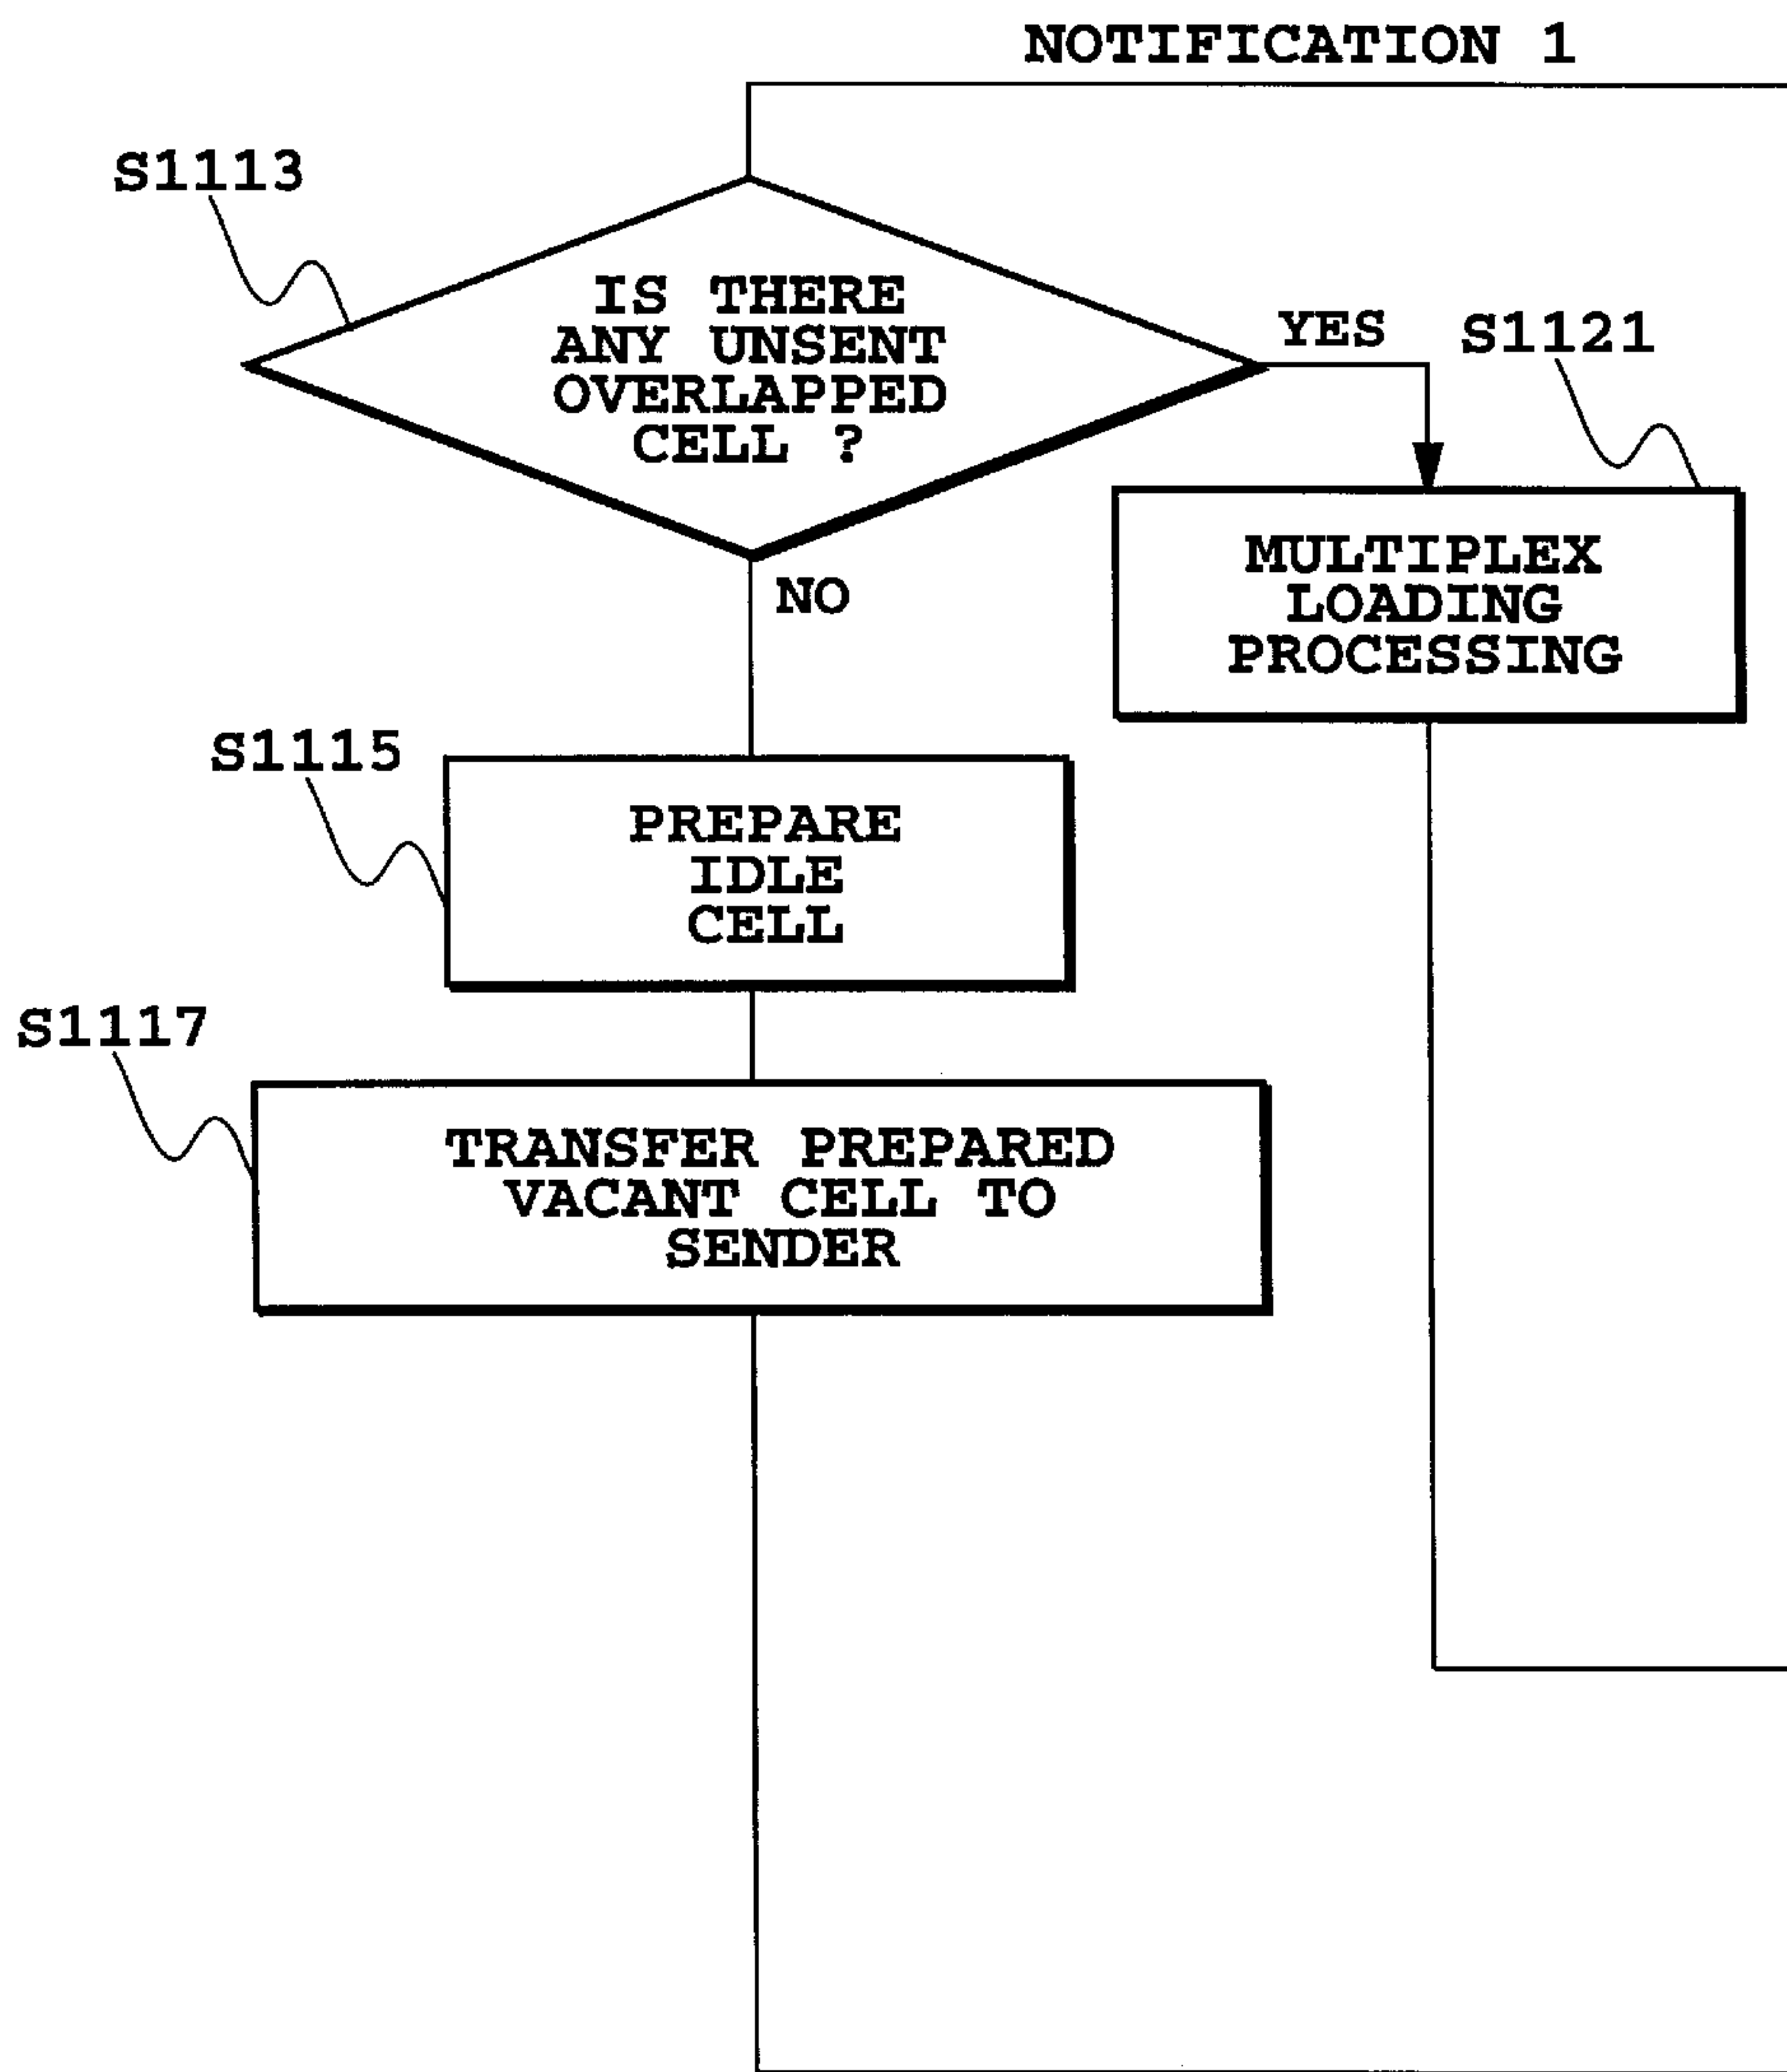 NOTIFICATION 1
S1113
IS THERE
ANY UNSENT
OVERLAPPED
CELL ?
YES
S1121
MULTIPLEX
LOADING
PROCESSING
NO
S1115
PREPARE
IDLE
CELL
S1117
TRANSFER PREPARED
VACANT CELL TO
SENDER